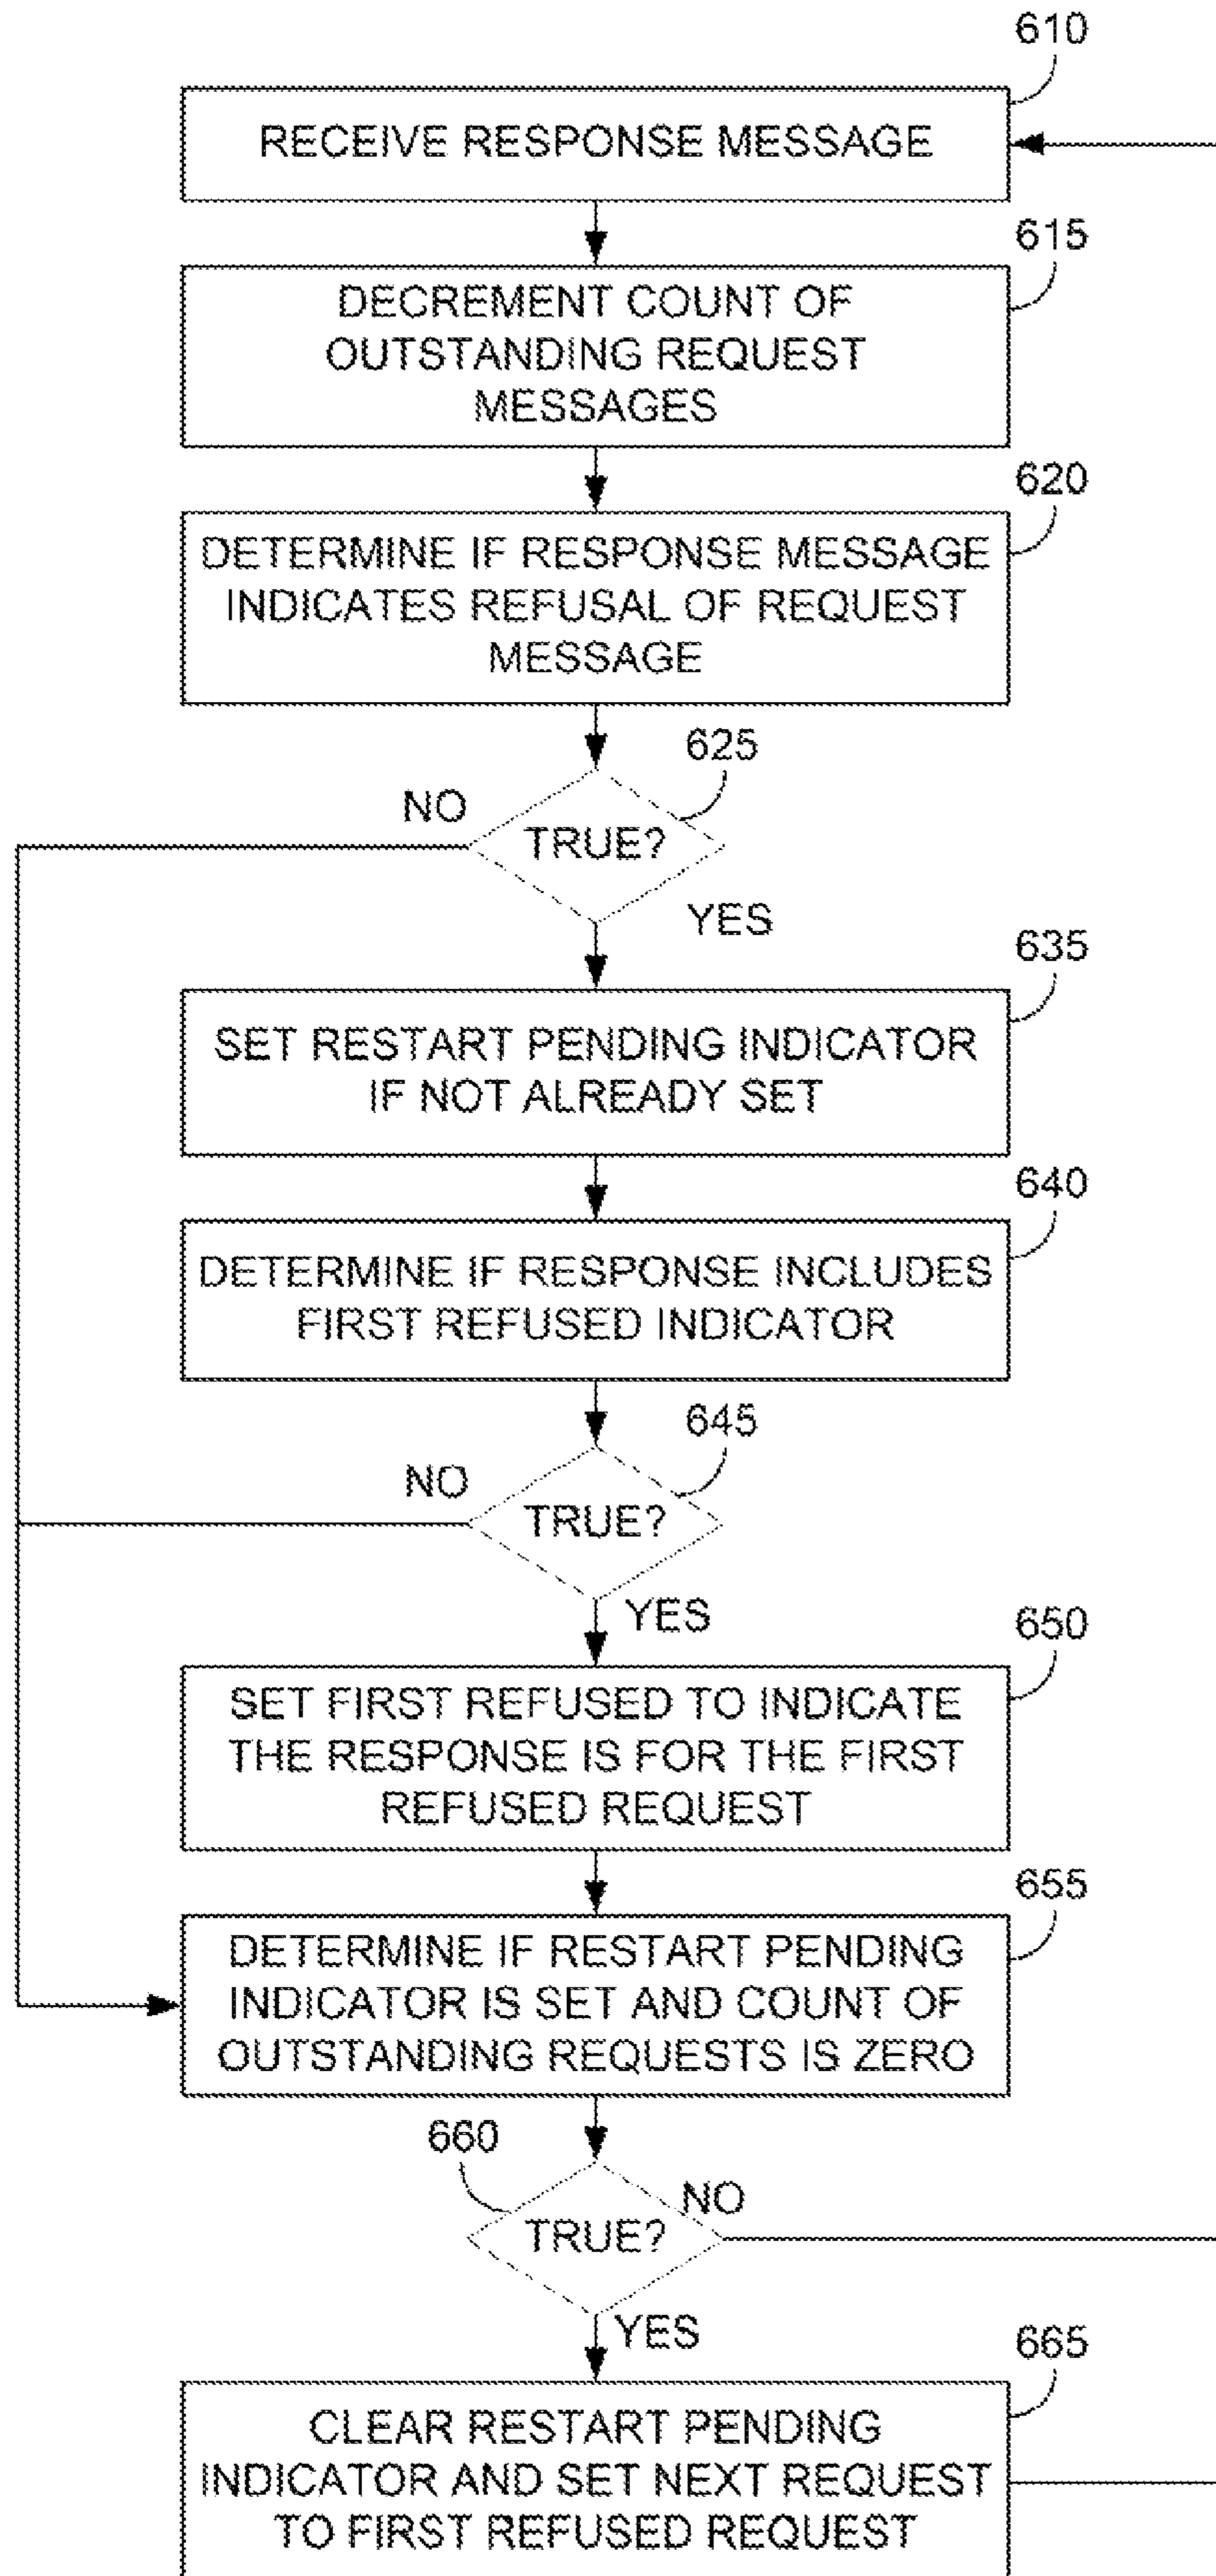 610
RECEIVE RESPONSE MESSAGE
615
DECREMENT COUNT OF
OUTSTANDING REQUEST
MESSAGES
620
DETERMINE IF RESPONSE MESSAGE
INDICATES REFUSAL OF REQUEST
MESSAGE
625
NO
TRUE?
YES
635
SET RESTART PENDING INDICATOR
IF NOT ALREADY SET
640
DETERMINE IF RESPONSE INCLUDES
FIRST REFUSED INDICATOR
645
NO
TRUE?
YES
650
SET FIRST REFUSED TO INDICATE
THE RESPONSE IS FOR THE FIRST
REFUSED REQUEST
655
DETERMINE IF RESTART PENDING
INDICATOR IS SET AND COUNT OF
OUTSTANDING REQUESTS IS ZERO
660
NO
TRUE?
YES
665
CLEAR RESTART PENDING
INDICATOR AND SET NEXT REQUEST
TO FIRST REFUSED REQUEST